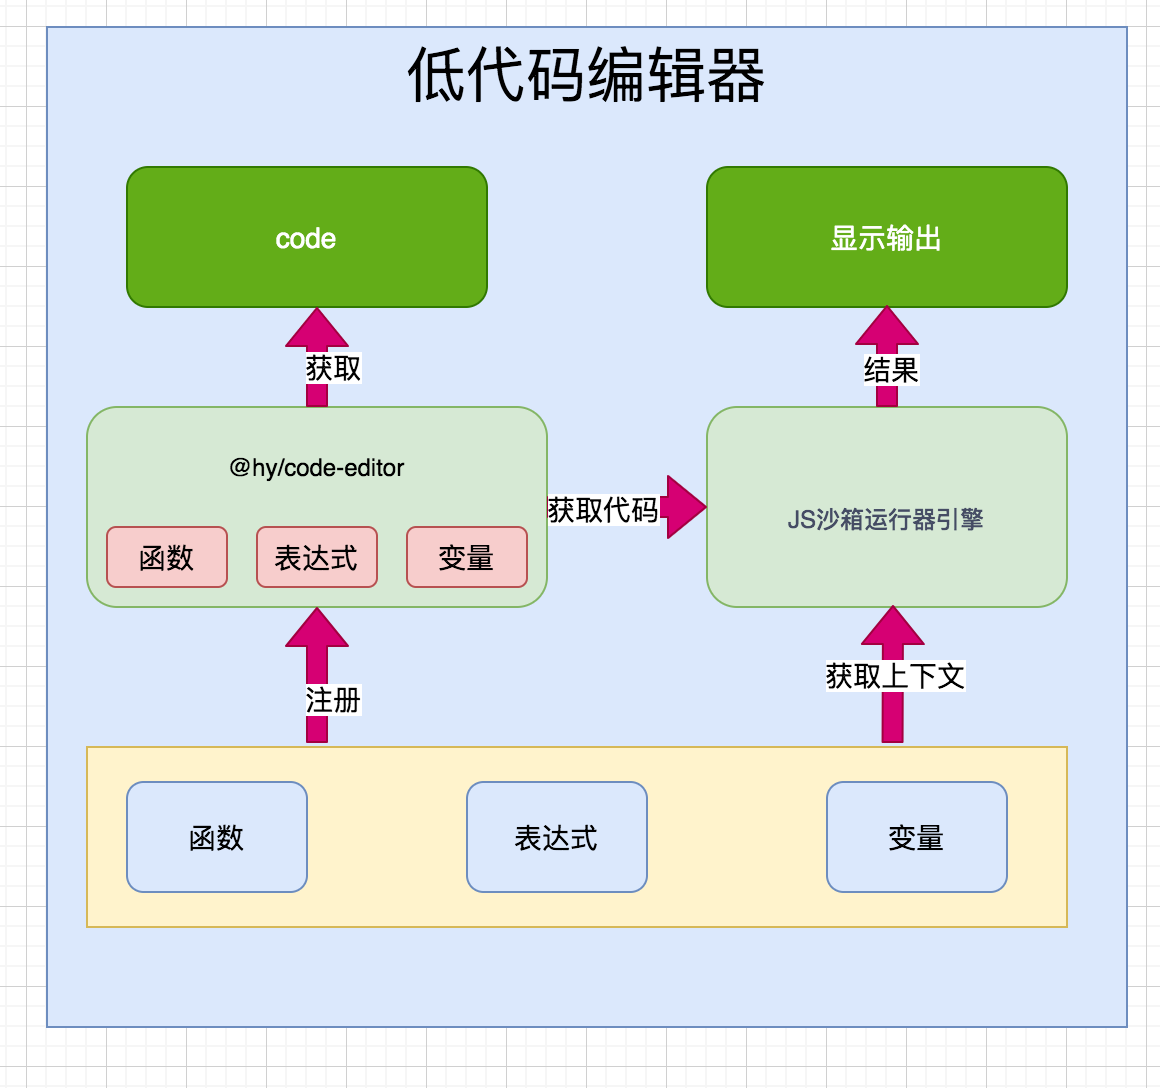 低代码编辑器
code
显示输出
获取
结果
@hy/code-editor
函数
表达式
变量
获取代码
JS沙箱运行器引擎
注册
获取上下文
函数
表达式
变量